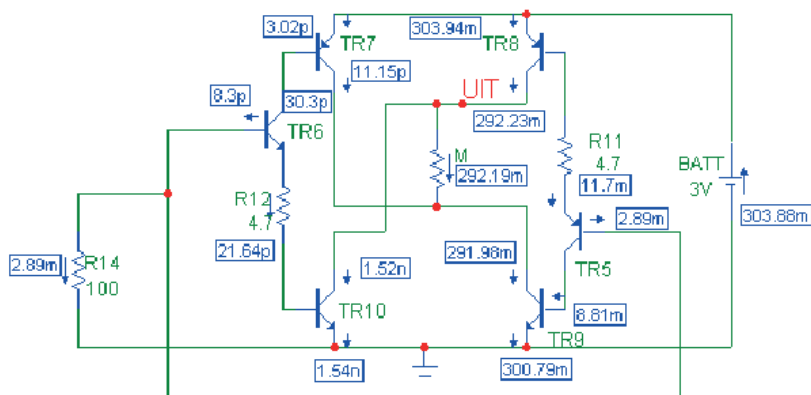 3.02p
TR7
303.94m
TR8
11.15p
UIT
8.3p
30.3p
TR6
292.23m
M
R11
4.7
BATT
3V
292.19m
11.7m
R12
4.7
2.89m
303.88m
21.64p
TR5
2.89m
R14
100
1.52n
291.98m
TR10
8.81m
TR9
1.54n
300.79m